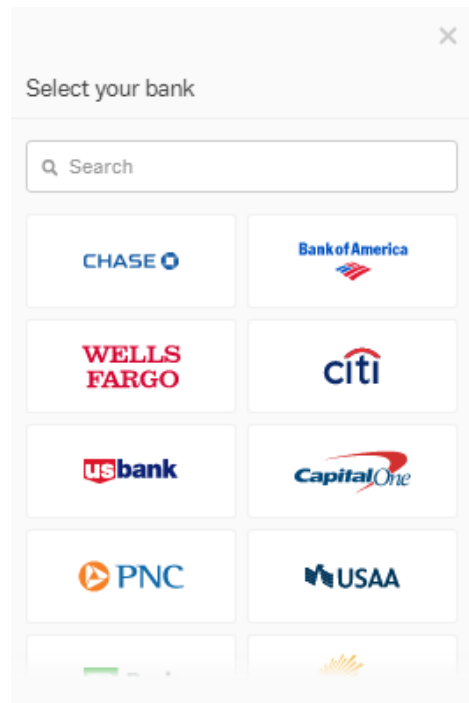 Select your bank
Search
CHASE
Bank of America
WELLS
FARGO
citi
usbank
Capital One
PNC
USAA